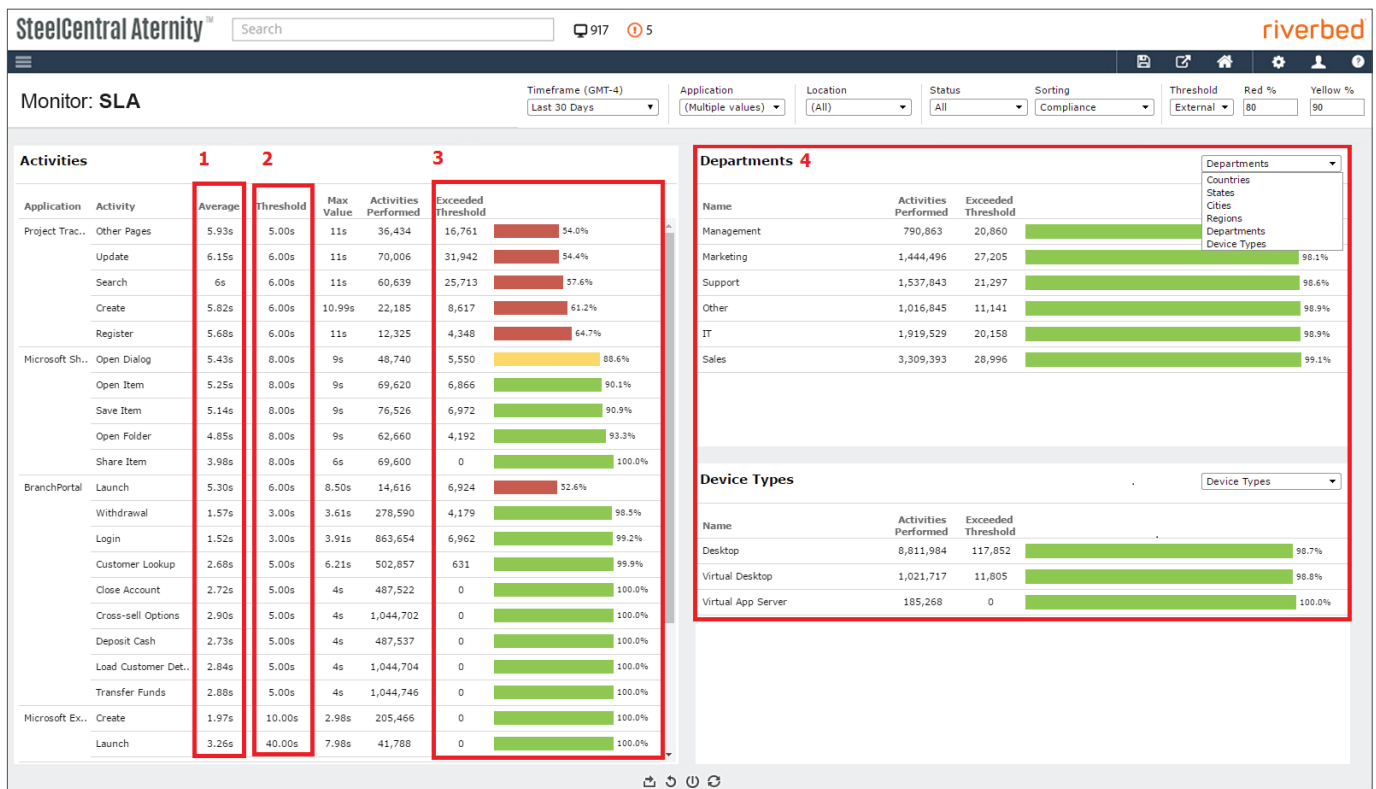 SteelCentral Aternity™ Search 917 5 riverbed
Monitor: SLA
Timeframe (GMT-4) Application Location Status Sorting Threshold Red % Yellow %
Last 30 Days (Multiple values) (All) All Compliance External 80 90
Activities 1 2 3
Application Activity Average Threshold Max Value Activities Performed Exceeded Threshold
Project Trac.. Other Pages 5.93s 5.00s 11s 36,434 16,761 54.0%
Update 6.15s 6.00s 11s 70,006 31,942 54.4%
Search 6s 6.00s 11s 60,639 25,713 57.6%
Create 5.82s 6.00s 10.99s 22,185 8,617 61.2%
Register 5.68s 6.00s 11s 12,325 4,348 64.7%
Microsoft Sh.. Open Dialog 5.43s 8.00s 9s 48,740 5,550 88.6%
Open Item 5.25s 8.00s 9s 69,620 6,866 90.1%
Save Item 5.14s 8.00s 9s 76,526 6,972 90.9%
Open Folder 4.85s 8.00s 9s 62,660 4,192 93.3%
Share Item 3.98s 8.00s 6s 69,600 0 100.0%
BranchPortal Launch 5.30s 6.00s 8.50s 14,616 6,924 52.6%
Withdrawal 1.57s 3.00s 3.61s 278,590 4,179 98.5%
Login 1.52s 3.00s 3.91s 863,654 6,962 99.2%
Customer Lookup 2.68s 5.00s 6.21s 502,857 631 99.9%
Close Account 2.72s 5.00s 4s 487,522 0 100.0%
Cross-sell Options 2.90s 5.00s 4s 1,044,702 0 100.0%
Deposit Cash 2.73s 5.00s 4s 487,537 0 100.0%
Load Customer Det.. 2.84s 5.00s 4s 1,044,704 0 100.0%
Transfer Funds 2.88s 5.00s 4s 1,044,746 0 100.0%
Microsoft Ex.. Create 1.97s 10.00s 2.98s 205,466 0 100.0%
Launch 3.26s 40.00s 7.98s 41,788 0 100.0%
Departments 4 Departments
Countries
States
Cities
Regions
Departments
Device Types
Name Activities Performed Exceeded Threshold
Management 790,863 20,860
Marketing 1,444,496 27,205 98.1%
Support 1,537,843 21,297 98.6%
Other 1,016,845 11,141 98.9%
IT 1,919,529 20,158 98.9%
Sales 3,309,393 28,996 99.1%
Device Types Device Types
Name Activities Performed Exceeded Threshold
Desktop 8,811,984 117,852 98.7%
Virtual Desktop 1,021,717 11,805 98.8%
Virtual App Server 185,268 0 100.0%